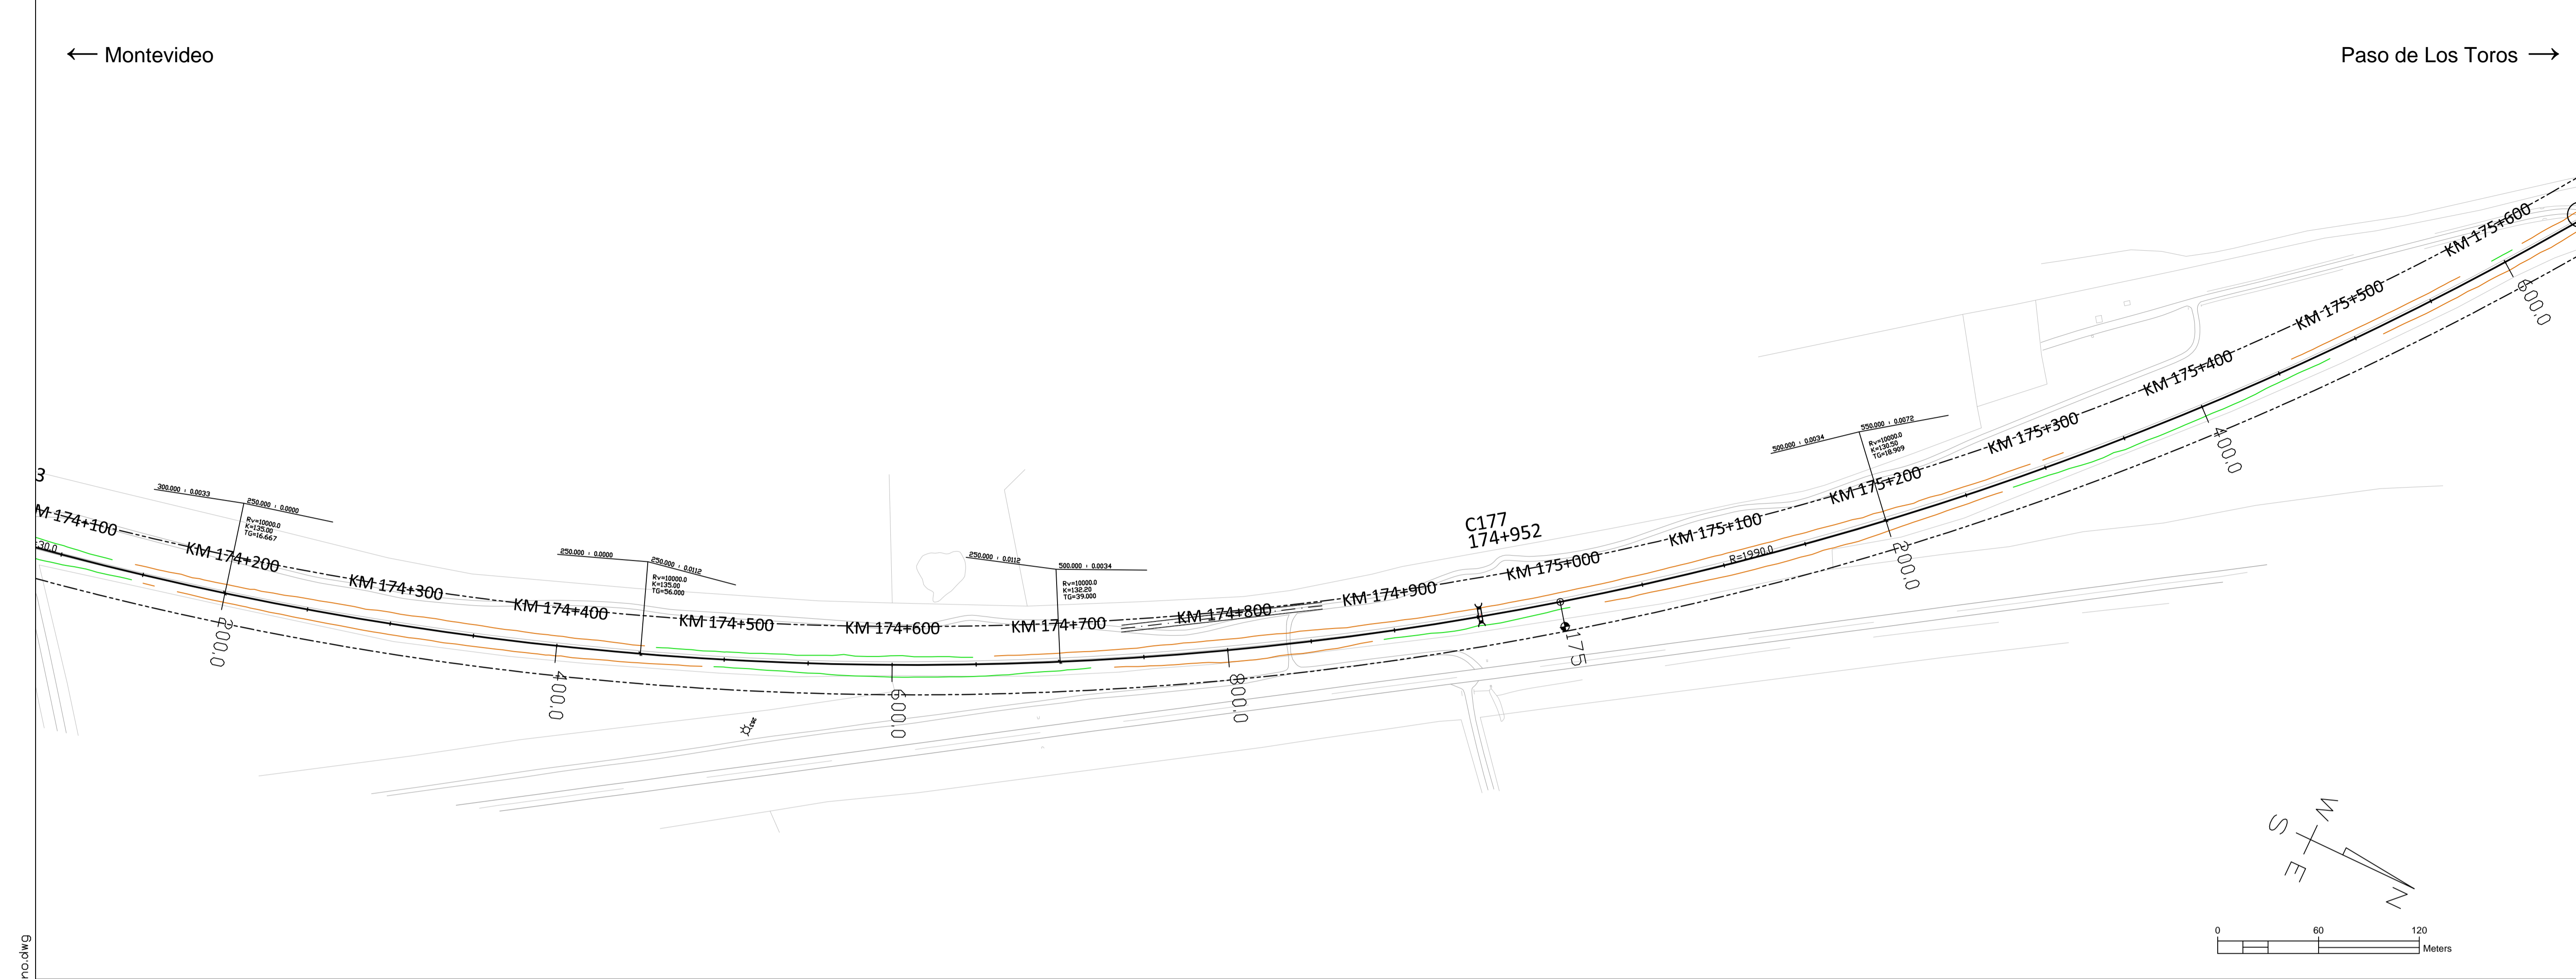 ← Montevideo
Paso de Los Toros →
KM 175+600
KM 175+500
600,0
KM 175+400
550.000 : 0.0072
500.000 : 0.0034
Rv=10000.0
K=130.50
TG=18.909
KM 175+300
400,0
KM 175+200
3
300.000 : 0.0033
250.000 : 0.0000
Rv=10000.0
K=135.00
TG=16.667
M 174+100
30.0
KM 174+200
KM 174+300
200,0
250.000 : 0.0000
250.000 : 0.0112
Rv=10000.0
K=135.00
TG=56.000
KM 174+400
KM 174+500
400,0
KM 174+600
600,0
250.000 : 0.0112
500.000 : 0.0034
Rv=10000.0
K=132.20
TG=39.000
KM 174+700
KM 174+800
800,0
KM 174+900
C177
174+952
KM 175+000
175
KM 175+100
R=1990.0
200,0
W
S
E
N
0 60 120
Meters
no.dwg